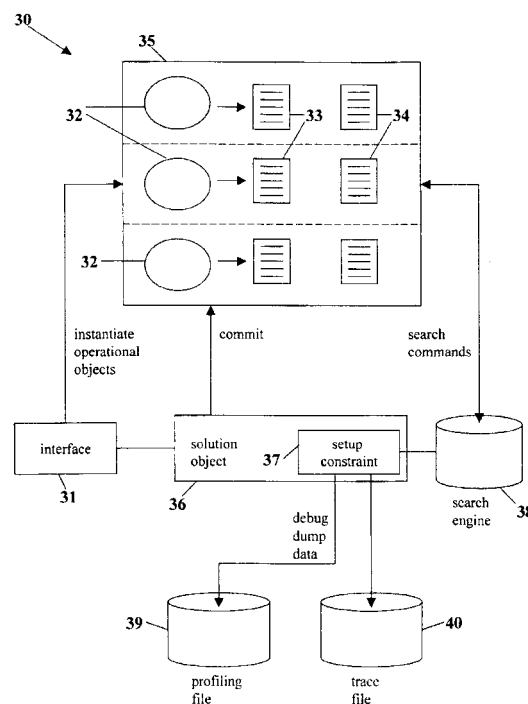 30
35
32
33
34
32
instantiate
operational
objects
commit
search
commands
interface
31
solution
object
37
setup
constraint
36
search
engine
38
debug
dump
data
39
40
profiling
file
trace
file